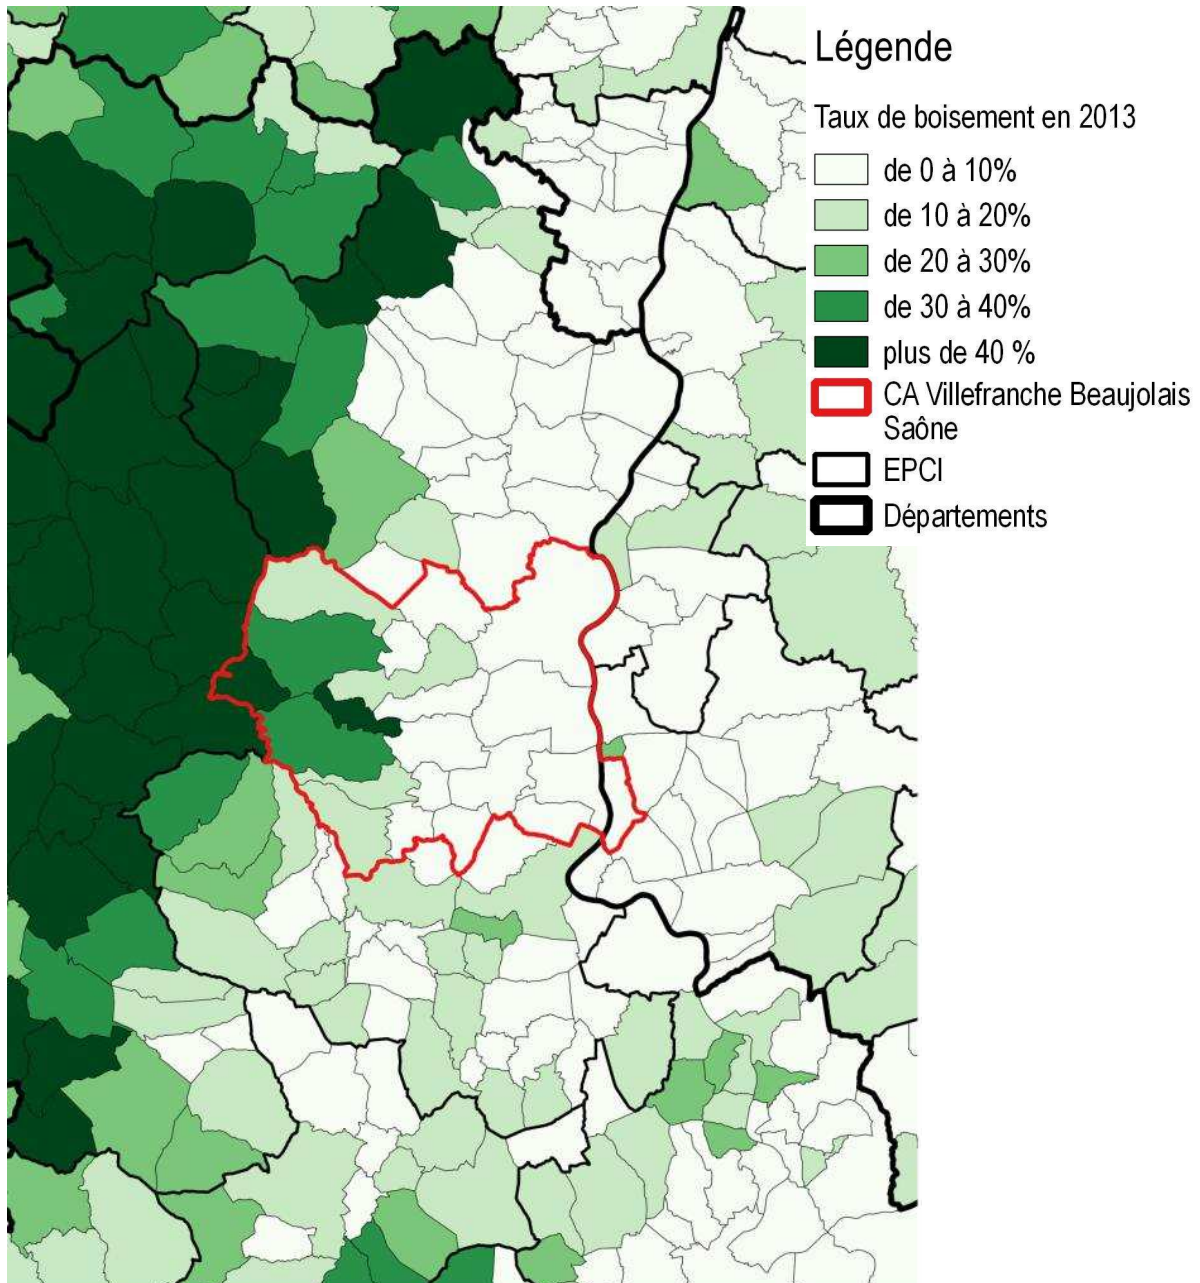 Légende
Taux de boisement en 2013
de 0 à 10%
de 10 à 20%
de 20 à 30%
de 30 à 40%
plus de 40 %
CA Villefranche Beaujolais
Saône
EPCI
Départements